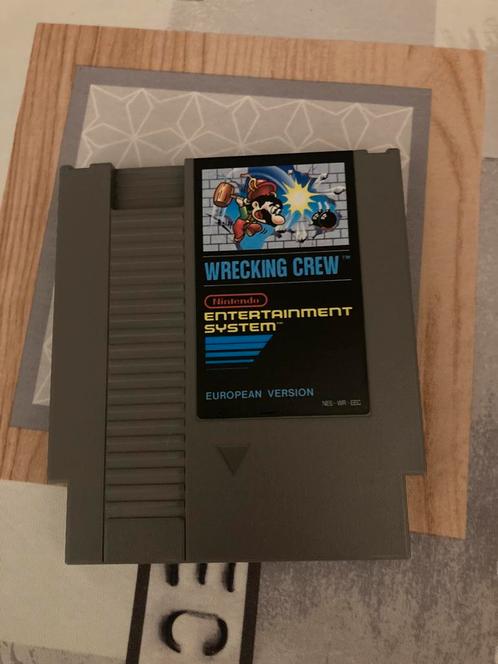 WRECKING CREW™
Nintendo
ENTERTAINMENT
SYSTEM™
EUROPEAN VERSION
NES-WR-EEC